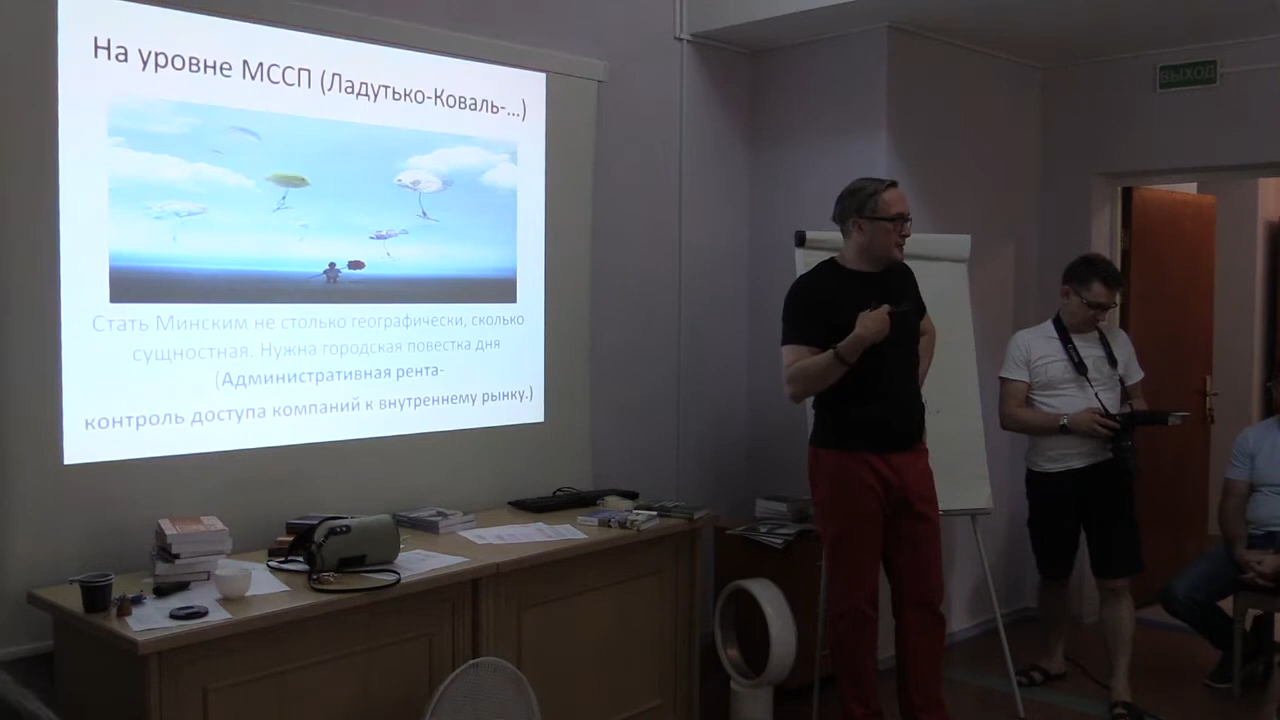 На уровне МССП (Ладутько-Коваль-...)
Стать Минским не столько географически, сколько
сущностная. Нужна городская повестка дня
(Административная рента-
контроль доступа компаний к внутреннему рынку.)
ВЫХОД